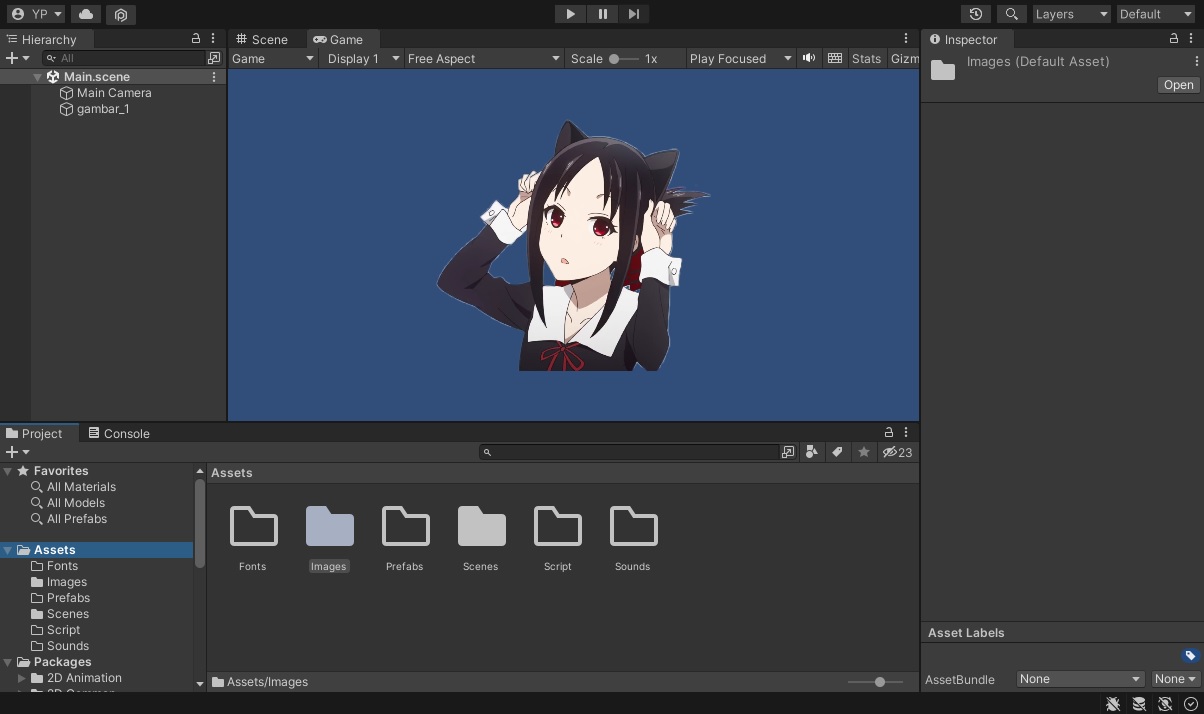 YP
Layers
Default
Hierarchy
All
Main.scene
Main Camera
gambar_1
Scene
Game
Game
Display 1
Free Aspect
Scale
1x
Play Focused
Stats
Gizm
Inspector
Images (Default Asset)
Open
Project
Console
23
Favorites
All Materials
All Models
All Prefabs
Assets
Fonts
Images
Prefabs
Scenes
Script
Sounds
Packages
2D Animation
Assets
Fonts
Images
Prefabs
Scenes
Script
Sounds
Assets/Images
Asset Labels
AssetBundle
None
None